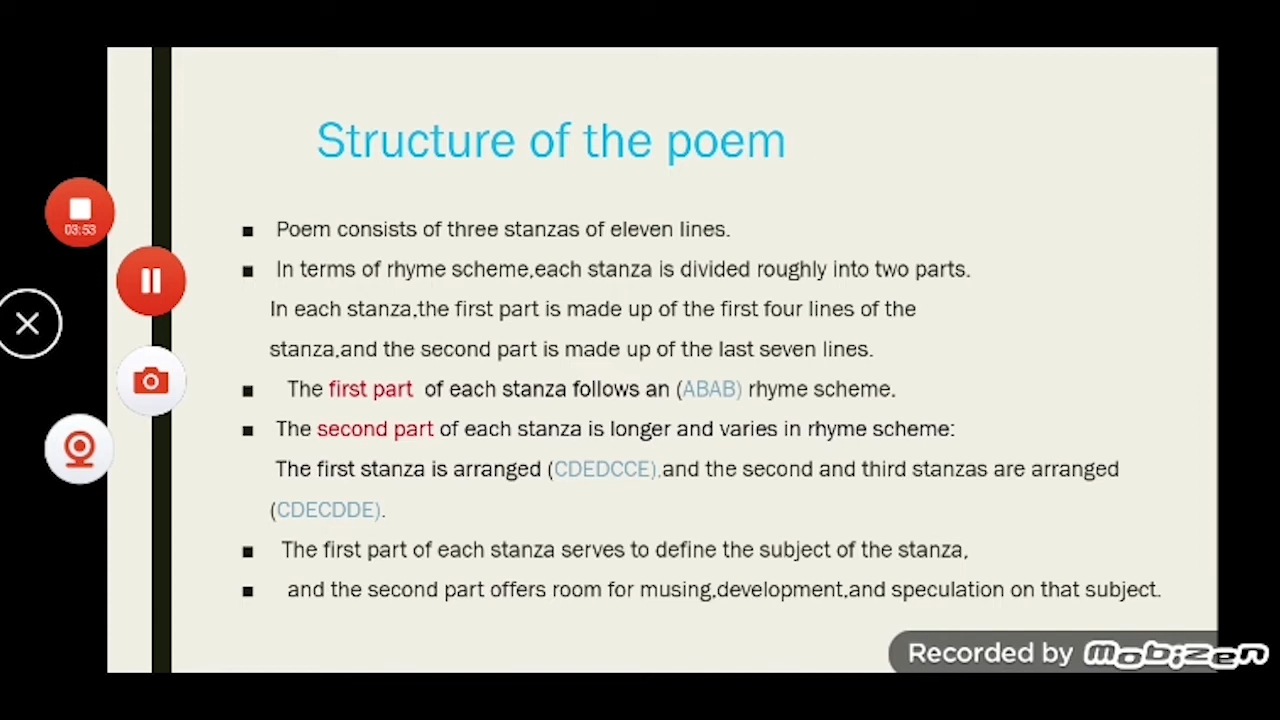 Structure of the poem
03:53
■ Poem consists of three stanzas of eleven lines.
■ In terms of rhyme scheme,each stanza is divided roughly into two parts.
In each stanza,the first part is made up of the first four lines of the
stanza,and the second part is made up of the last seven lines.
■ The first part of each stanza follows an (ABAB) rhyme scheme.
■ The second part of each stanza is longer and varies in rhyme scheme:
The first stanza is arranged (CDEDCCE),and the second and third stanzas are arranged
(CDECDDE).
■ The first part of each stanza serves to define the subject of the stanza,
■ and the second part offers room for musing,development,and speculation on that subject.
Recorded by mobizen